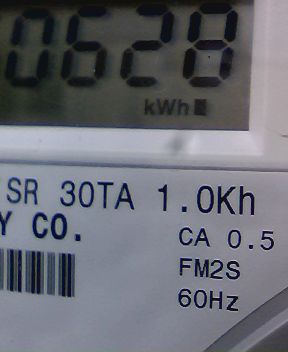 0628
kWh
SR 30TA 1.0Kh
Y CO.
CA 0.5
FM2S
60Hz